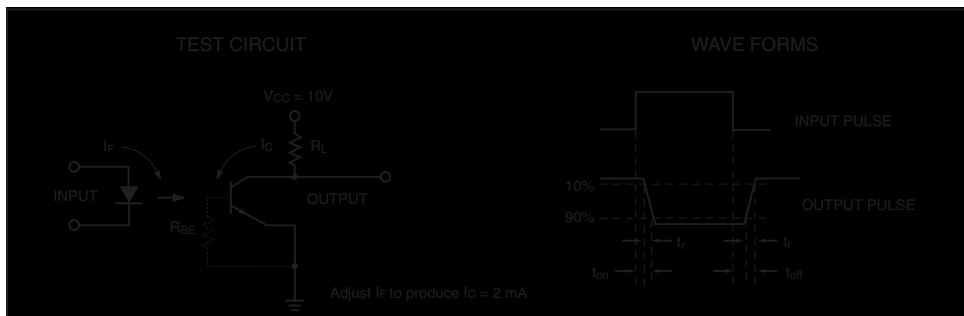 TEST CIRCUIT
WAVE FORMS
VCC = 10V
IF
IC
RL
INPUT
OUTPUT
RBE
Adjust IF to produce IC = 2 mA
INPUT PULSE
10%
OUTPUT PULSE
90%
tr
tf
ton
toff